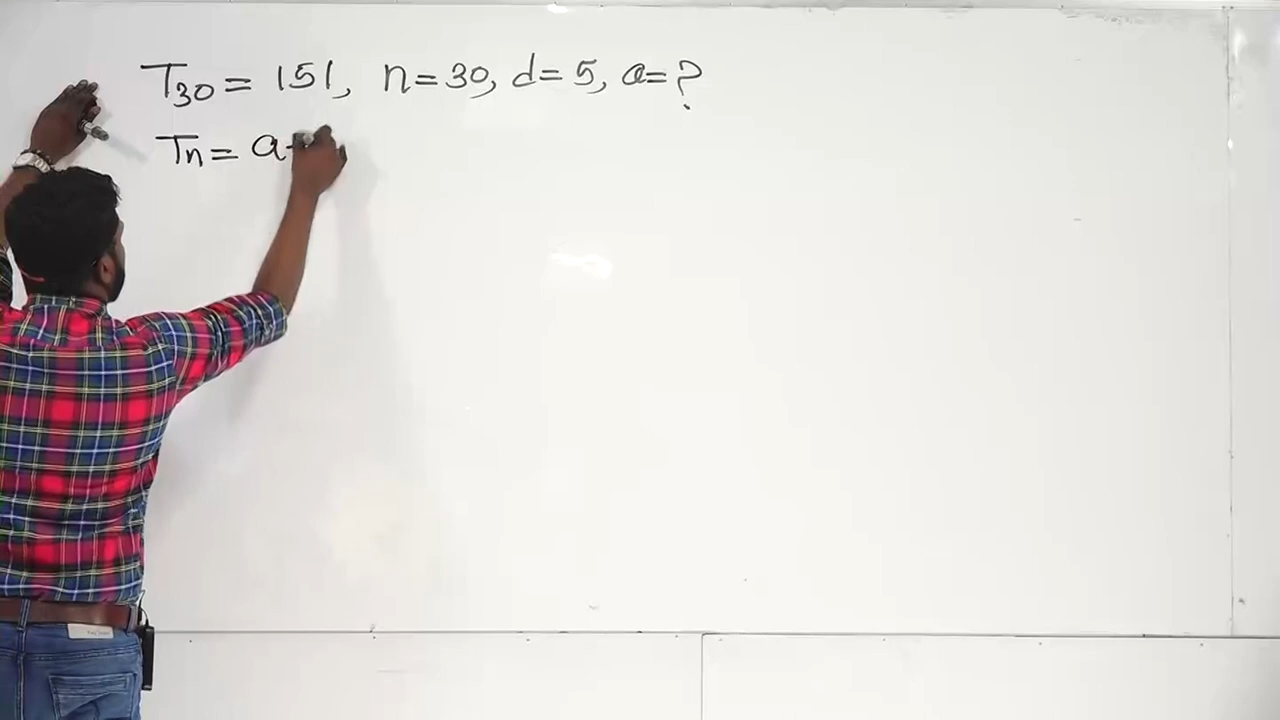 T30 = 151, n=30, d=5, a=?
Tn= a+